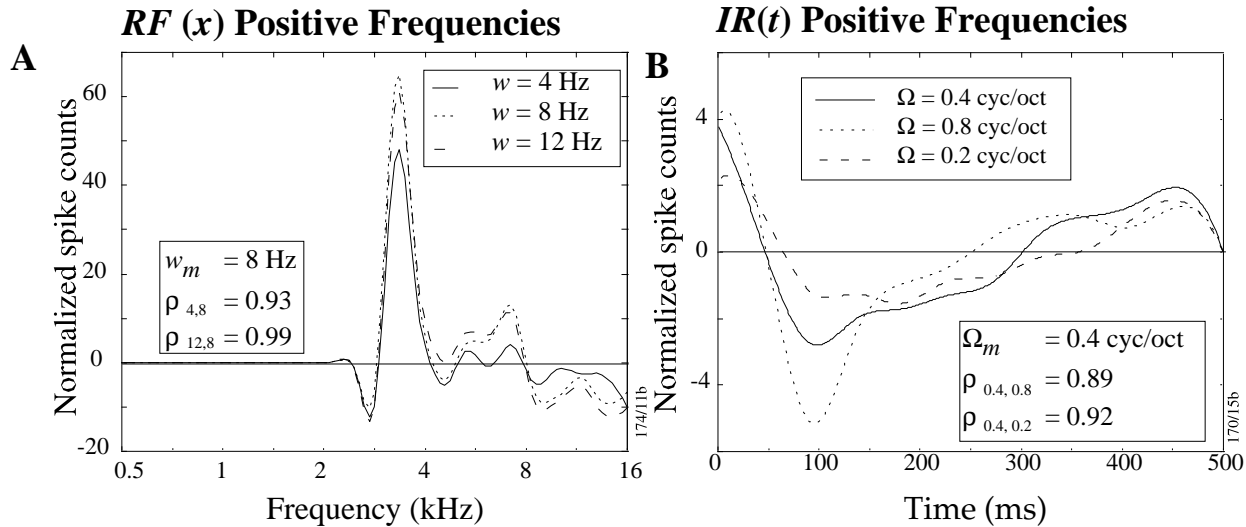 RF (x) Positive Frequencies
A
Normalized spike counts
60
40
20
0
-20
w = 4 Hz
w = 8 Hz
w = 12 Hz
w_m = 8 Hz
ρ 4,8 = 0.93
ρ 12,8 = 0.99
174/11b
0.5 1 2 4 8 16
Frequency (kHz)
IR(t) Positive Frequencies
B
Normalized spike counts
4
0
-4
Ω = 0.4 cyc/oct
Ω = 0.8 cyc/oct
Ω = 0.2 cyc/oct
Ω_m = 0.4 cyc/oct
ρ 0.4, 0.8 = 0.89
ρ 0.4, 0.2 = 0.92
170/15b
0 100 200 300 400 500
Time (ms)